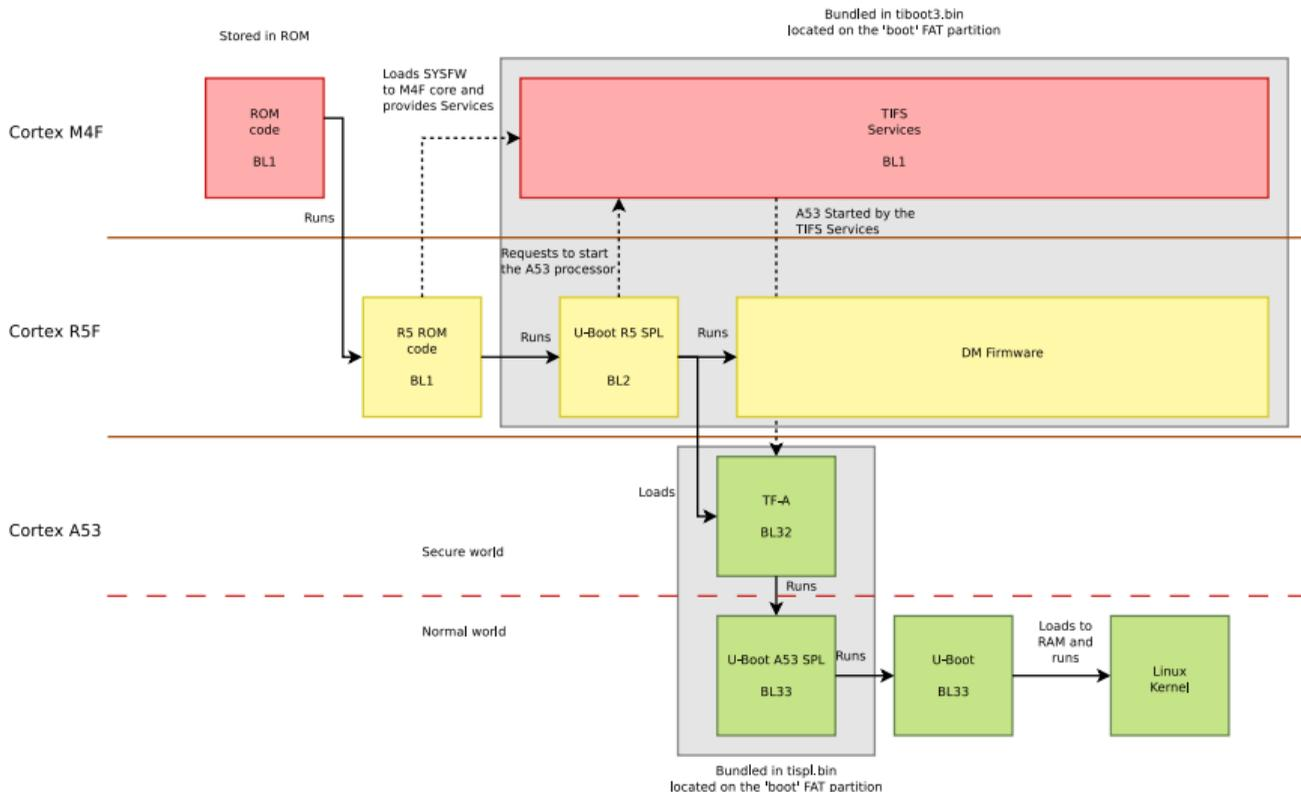 Bundled in tiboot3.bin
located on the 'boot' FAT partition
Stored in ROM
Loads SYSFW
to M4F core and
provides Services
Cortex M4F
ROM
code
BL1
TIFS
Services
BL1
Runs
A53 Started by the
TIFS Services
Requests to start
the A53 processor
Cortex R5F
R5 ROM
code
BL1
Runs
U-Boot R5 SPL
BL2
Runs
DM Firmware
Loads
TF-A
BL32
Cortex A53
Secure world
Runs
Normal world
U-Boot A53 SPL
BL33
Runs
U-Boot
BL33
Loads to
RAM and
runs
Linux
Kernel
Bundled in tispl.bin
located on the 'boot' FAT partition